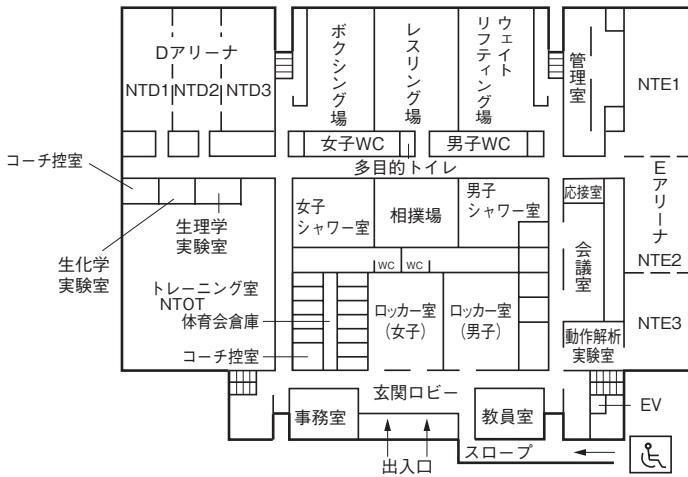 Dアリーナ
NTD1
NTD2
NTD3
ボクシング場
レスリング場
ウェイト
リフティング場
管理室
NTE1
女子WC
男子WC
多目的トイレ
コーチ控室
生理学
実験室
生化学
実験室
女子
シャワー室
相撲場
男子
シャワー室
応接室
Eアリーナ
NTE2
会議室
WC
WC
トレーニング室
NTOT
体育会倉庫
ロッカー室
(女子)
ロッカー室
(男子)
NTE3
動作解析
実験室
コーチ控室
玄関ロビー
事務室
教員室
EV
出入口
スロープ